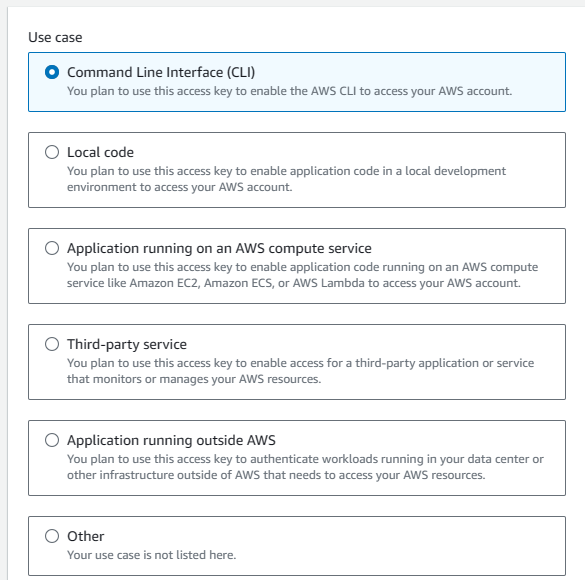 Use case
Command Line Interface (CLI)
You plan to use this access key to enable the AWS CLI to access your AWS account.
Local code
You plan to use this access key to enable application code in a local development
environment to access your AWS account.
Application running on an AWS compute service
You plan to use this access key to enable application code running on an AWS compute
service like Amazon EC2, Amazon ECS, or AWS Lambda to access your AWS account.
Third-party service
You plan to use this access key to enable access for a third-party application or service
that monitors or manages your AWS resources.
Application running outside AWS
You plan to use this access key to authenticate workloads running in your data center or
other infrastructure outside of AWS that needs to access your AWS resources.
Other
Your use case is not listed here.